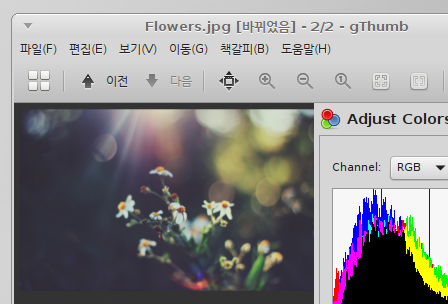 Flowers.jpg [바뀌었음] - 2/2 - gThumb
파일(F) 편집(E) 보기(V) 이동(G) 책갈피(B) 도움말(H)
이전 다음
Adjust Colors
Channel: RGB